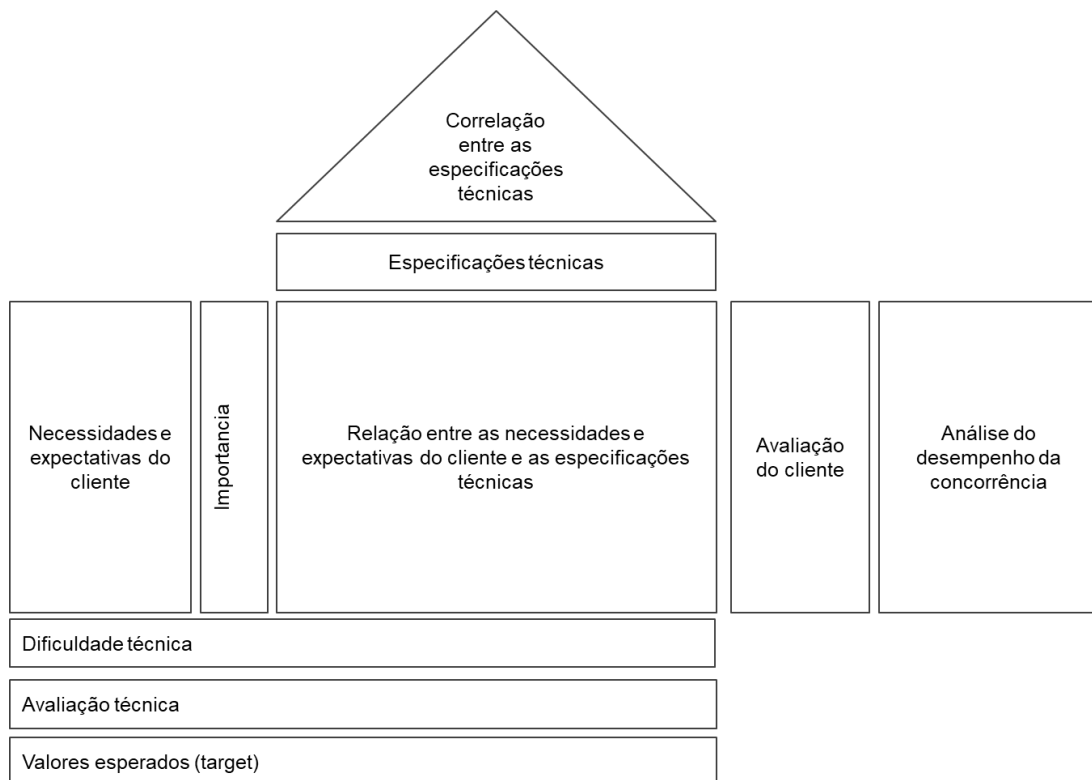 Correlação
entre as
especificações
técnicas
Especificações técnicas
Necessidades e
expectativas do
cliente
Importancia
Relação entre as necessidades e
expectativas do cliente e as especificações
técnicas
Avaliação
do cliente
Análise do
desempenho da
concorrência
Dificuldade técnica
Avaliação técnica
Valores esperados (target)